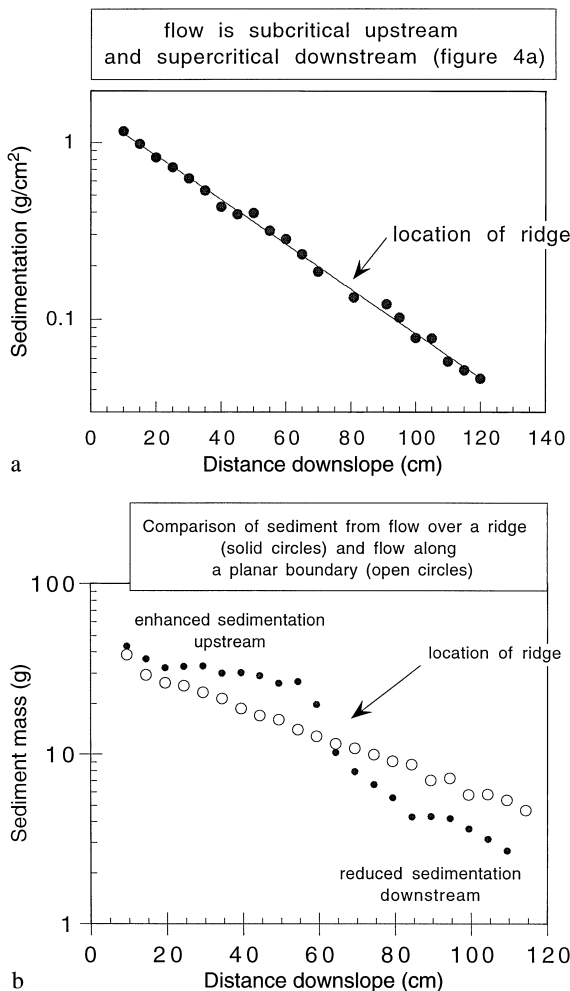 flow is subcritical upstream
and supercritical downstream (figure 4a)
1
0.1
Sedimentation (g/cm²)
location of ridge
0 20 40 60 80 100 120 140
a
Distance downslope (cm)
Comparison of sediment from flow over a ridge
(solid circles) and flow along
a planar boundary (open circles)
100
10
1
Sediment mass (g)
enhanced sedimentation
upstream
location of ridge
reduced sedimentation
downstream
0 20 40 60 80 100 120
b
Distance downslope (cm)